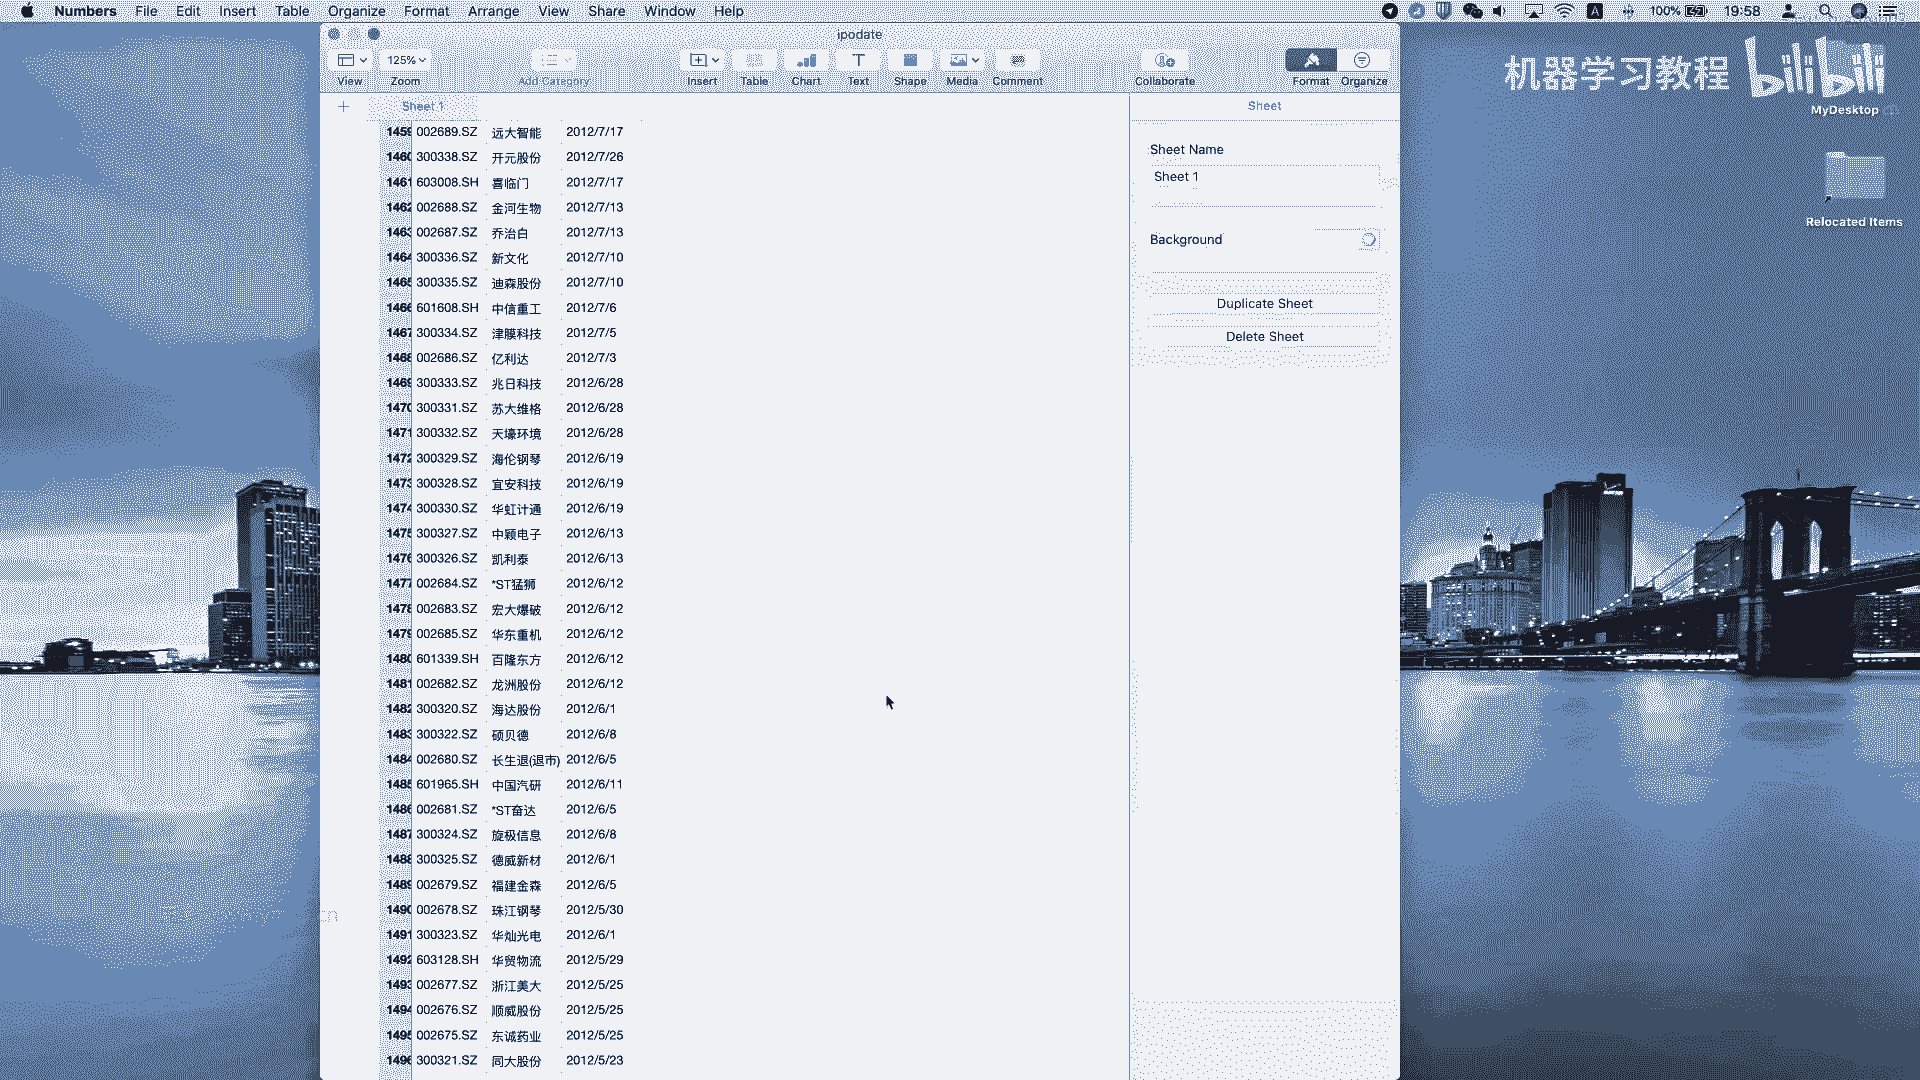 Numbers File Edit Insert Table Organize Format Arrange View Share Window Help
100% 19:58
ipodate
125%
View Zoom Add Category Insert Table Chart Text Shape Media Comment Collaborate Format Organize
Sheet 1
Sheet
Sheet Name
Sheet 1
Background
Duplicate Sheet
Delete Sheet
1459 002689.SZ 远大智能 2012/7/17
1460 300338.SZ 开元股份 2012/7/26
1461 603008.SH 喜临门 2012/7/17
1462 002688.SZ 金河生物 2012/7/13
1463 002687.SZ 乔治白 2012/7/13
1464 300336.SZ 新文化 2012/7/10
1465 300335.SZ 迪森股份 2012/7/10
1466 601608.SH 中信重工 2012/7/6
1467 300334.SZ 津膜科技 2012/7/5
1468 002686.SZ 亿利达 2012/7/3
1469 300333.SZ 兆日科技 2012/6/28
1470 300331.SZ 苏大维格 2012/6/28
1471 300332.SZ 天壕环境 2012/6/28
1472 300329.SZ 海伦钢琴 2012/6/19
1473 300328.SZ 宜安科技 2012/6/19
1474 300330.SZ 华虹计通 2012/6/19
1475 300327.SZ 中颖电子 2012/6/13
1476 300326.SZ 凯利泰 2012/6/13
1477 002684.SZ *ST猛狮 2012/6/12
1478 002683.SZ 宏大爆破 2012/6/12
1479 002685.SZ 华东重机 2012/6/12
1480 601339.SH 百隆东方 2012/6/12
1481 002682.SZ 龙洲股份 2012/6/12
1482 300320.SZ 海达股份 2012/6/1
1483 300322.SZ 硕贝德 2012/6/8
1484 002680.SZ 长生退(退市) 2012/6/5
1485 601965.SH 中国汽研 2012/6/11
1486 002681.SZ *ST奋达 2012/6/5
1487 300324.SZ 旋极信息 2012/6/8
1488 300325.SZ 德威新材 2012/6/1
1489 002679.SZ 福建金森 2012/6/5
1490 002678.SZ 珠江钢琴 2012/5/30
1491 300323.SZ 华灿光电 2012/6/1
1492 603128.SH 华贸物流 2012/5/29
1493 002677.SZ 浙江美大 2012/5/25
1494 002676.SZ 顺威股份 2012/5/25
1495 002675.SZ 东诚药业 2012/5/25
1496 300321.SZ 同大股份 2012/5/23
机器学习教程 bilibili
MyDesktop
Relocated Items